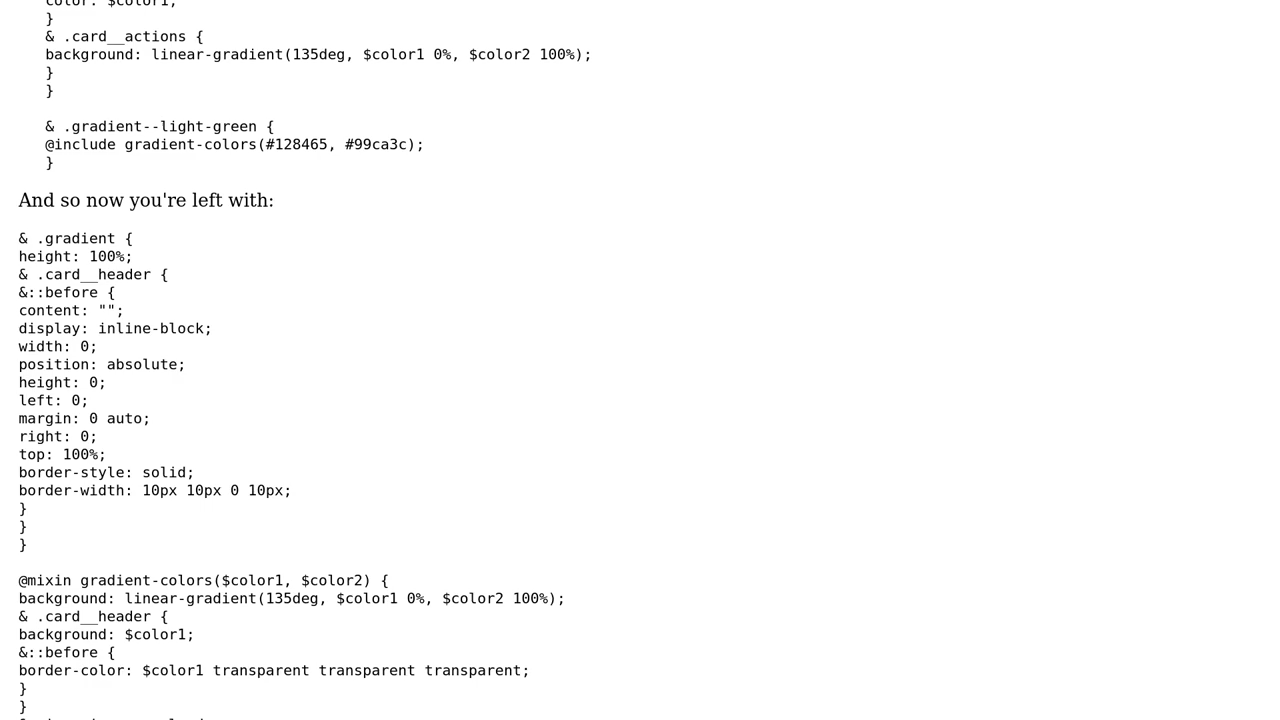 color: $color1;
}
& .card__actions {
background: linear-gradient(135deg, $color1 0%, $color2 100%);
}
}
& .gradient--light-green {
@include gradient-colors(#128465, #99ca3c);
}
And so now you're left with:
& .gradient {
height: 100%;
& .card__header {
&::before {
content: "";
display: inline-block;
width: 0;
position: absolute;
height: 0;
left: 0;
margin: 0 auto;
right: 0;
top: 100%;
border-style: solid;
border-width: 10px 10px 0 10px;
}
}
}
@mixin gradient-colors($color1, $color2) {
background: linear-gradient(135deg, $color1 0%, $color2 100%);
& .card__header {
background: $color1;
&::before {
border-color: $color1 transparent transparent transparent;
}
}